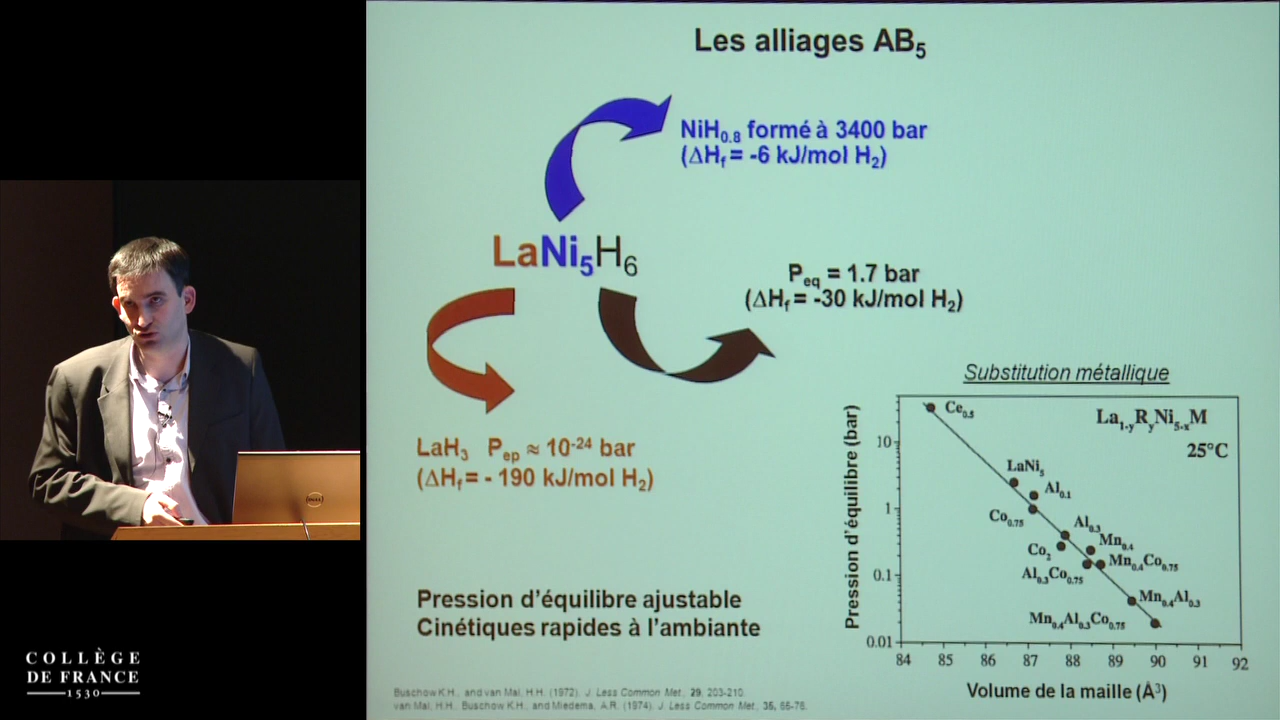 Les alliages AB5
NiH0.8 formé à 3400 bar
(ΔHf = -6 kJ/mol H2)
LaNi5H6
Peq = 1.7 bar
(ΔHf = -30 kJ/mol H2)
LaH3 Pep ≈ 10-24 bar
(ΔHf = - 190 kJ/mol H2)
Pression d'équilibre ajustable
Cinétiques rapides à l'ambiante
Substitution métallique
La1-yRyNi5-xM
25°C
Ce0.5
LaNi5
Al0.1
Co0.75
Al0.3
Mn0.4
Co2
Mn0.4Co0.75
Al0.3Co0.75
Mn0.4Al0.3
Mn0.4Al0.3Co0.75
Pression d'équilibre (bar)
10
1
0.1
0.01
84 85 86 87 88 89 90 91 92
Volume de la maille (Å3)
Buschow K.H., and van Mal, H.H. (1972). J. Less Common Met., 29, 203-210.
van Mal, H.H. Buschow K.H., and Miedema, A.R. (1974). J. Less Common Met., 35, 65-76.
DELL
COLLÈGE
DE FRANCE
1530